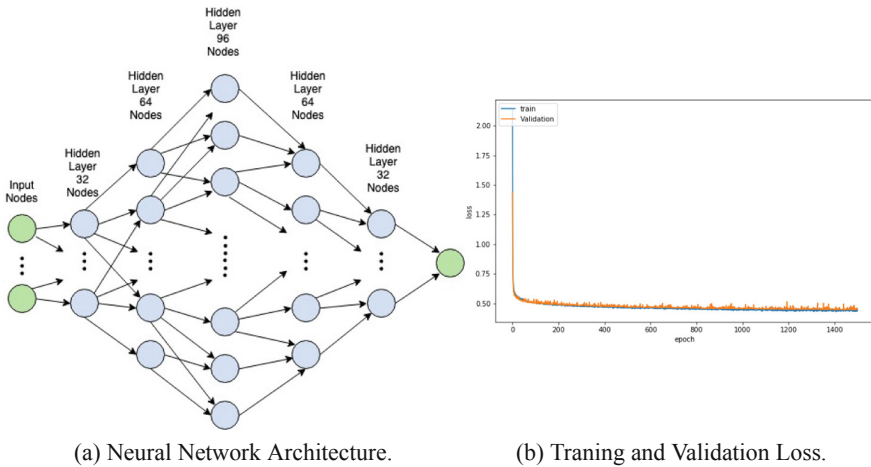 Input
Nodes
Hidden
Layer
32
Nodes
Hidden
Layer
64
Nodes
Hidden
Layer
96
Nodes
Hidden
Layer
64
Nodes
Hidden
Layer
32
Nodes
train
Validation
2.00
1.75
1.50
1.25
1.00
0.75
0.50
loss
0
200
400
600
800
1000
1200
1400
epoch
(a) Neural Network Architecture.
(b) Traning and Validation Loss.